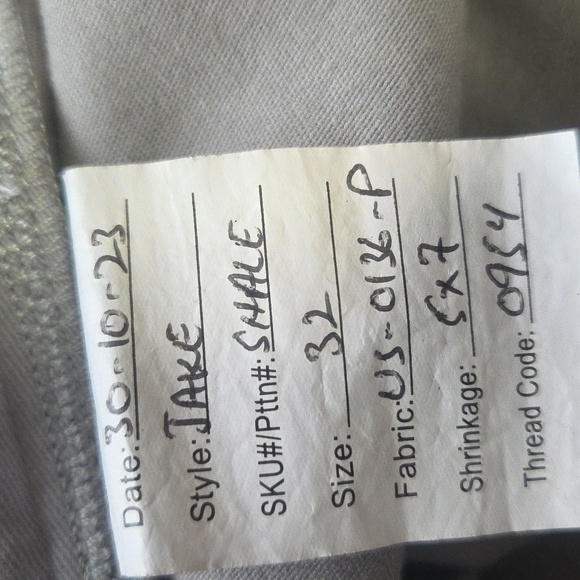 Date: 30-10-23
Style: JAKE
SKU#/Pttn#: SHALE
Size: 32
Fabric: US-0136-P
Shrinkage: 5x7
Thread Code: 0954